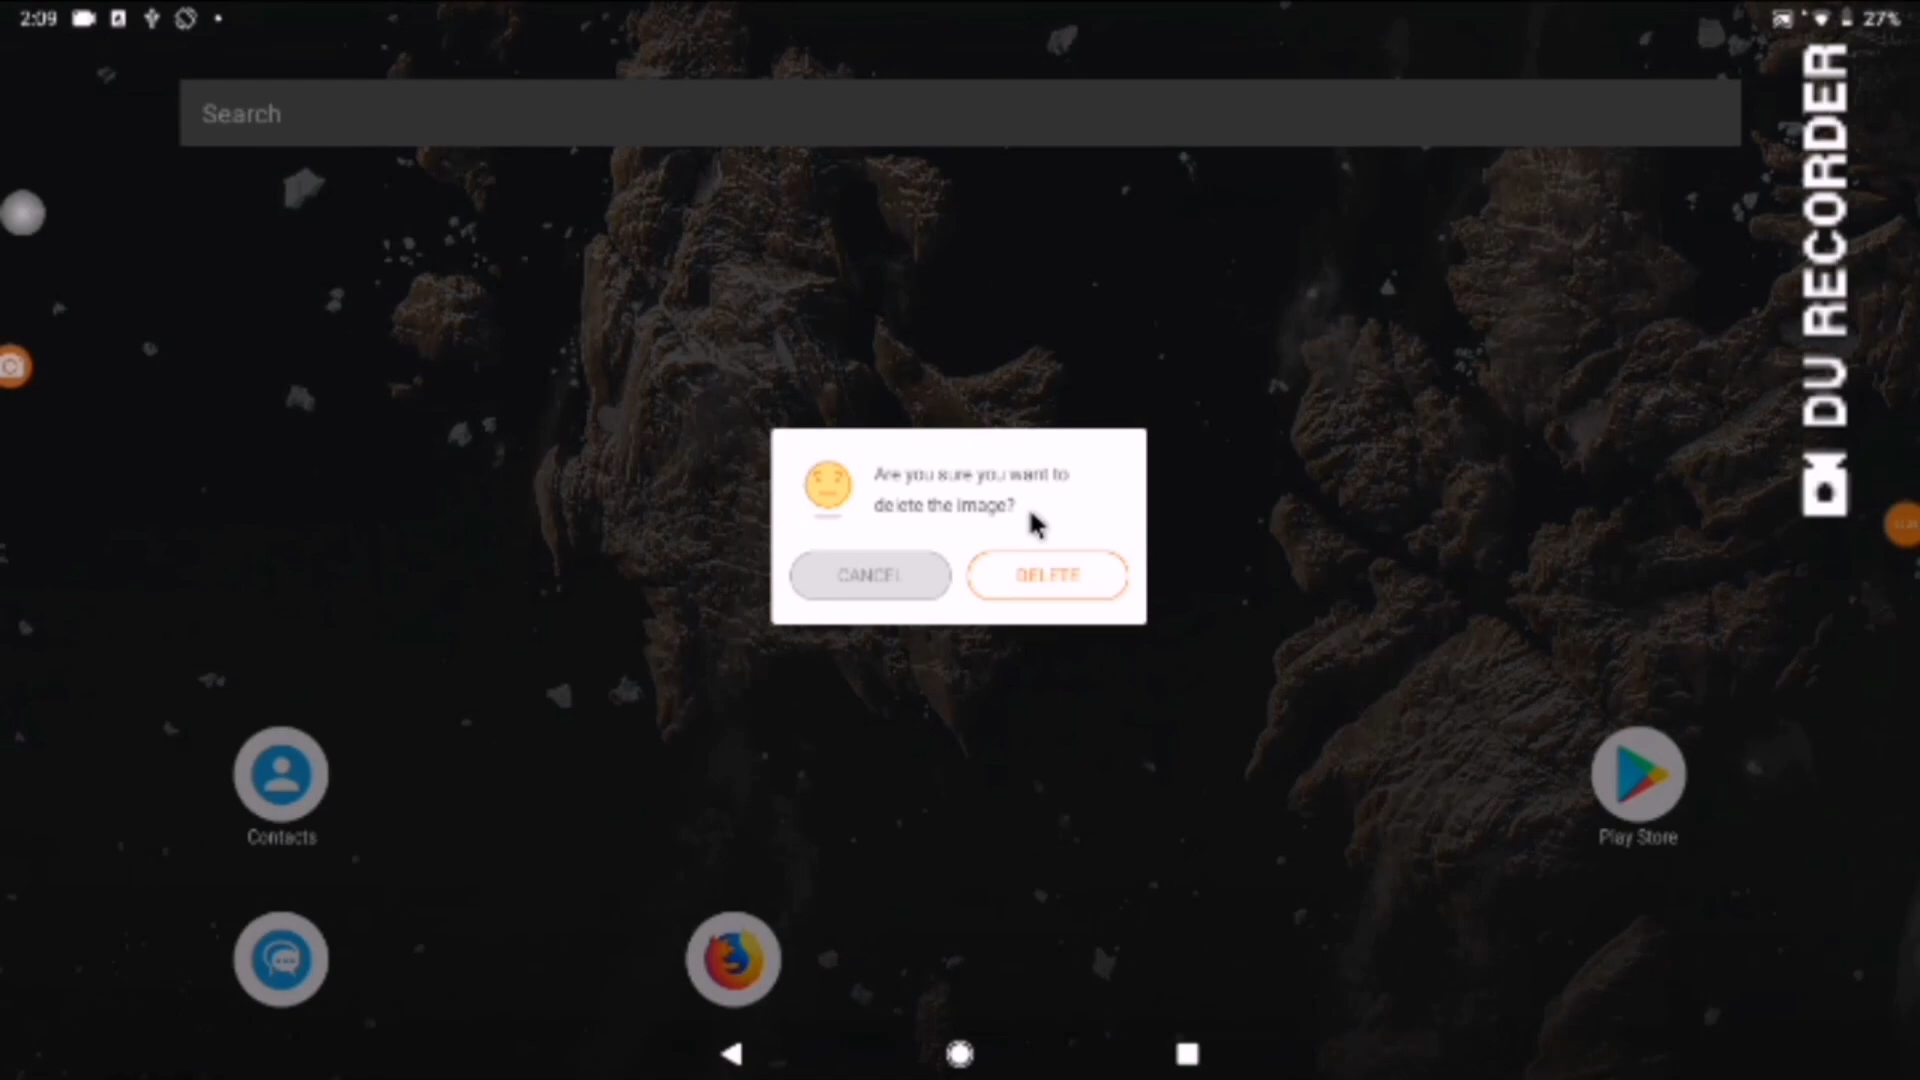 2:09
27%
Search
DU RECORDER
Are you sure you want to
delete the image?
CANCEL
DELETE
Contacts
Play Store